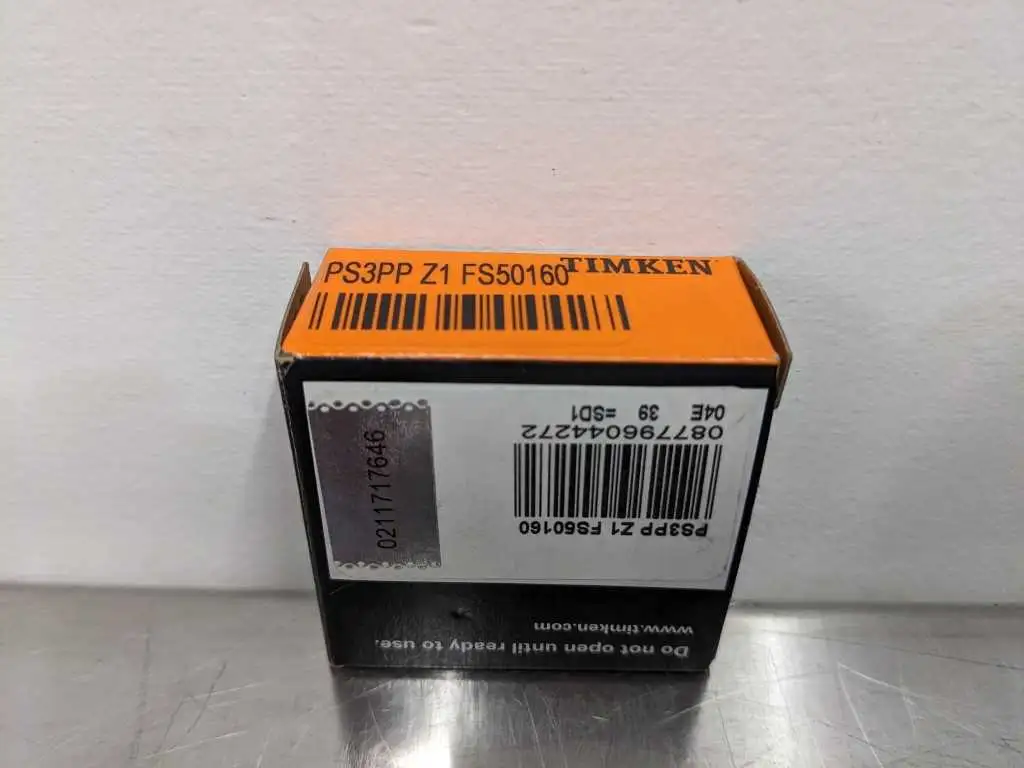 PS3PP Z1 FS50160
TIMKEN
0211717646
PS3PP Z1 FS50160
087796044272
04E 39 =SD1
Do not open until ready to use.
www.timken.com